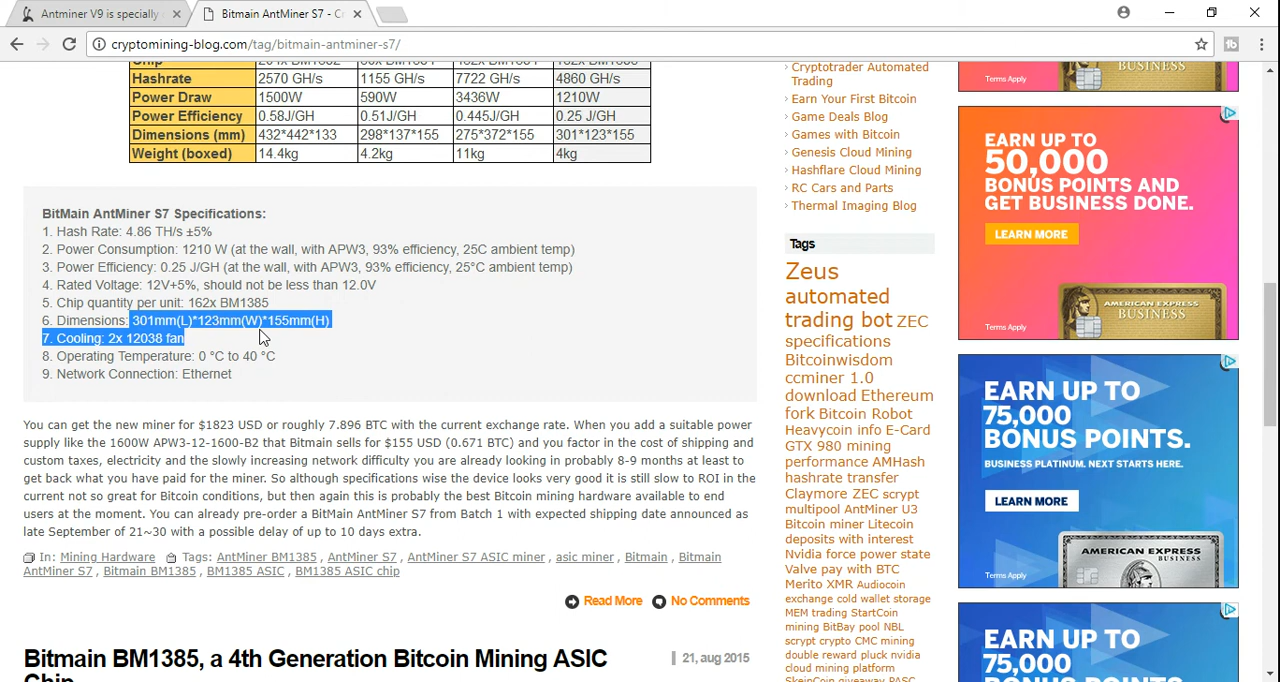 Antminer V9 is specially
Bitmain AntMiner S7 - C
cryptomining-blog.com/tag/bitmain-antminer-s7/
Hashrate 2570 GH/s 1155 GH/s 7722 GH/s 4860 GH/s
Power Draw 1500W 590W 3436W 1210W
Power Efficiency 0.58J/GH 0.51J/GH 0.445J/GH 0.25 J/GH
Dimensions (mm) 432*442*133 298*137*155 275*372*155 301*123*155
Weight (boxed) 14.4kg 4.2kg 11kg 4kg
BitMain AntMiner S7 Specifications:
1. Hash Rate: 4.86 TH/s ±5%
2. Power Consumption: 1210 W (at the wall, with APW3, 93% efficiency, 25C ambient temp)
3. Power Efficiency: 0.25 J/GH (at the wall, with APW3, 93% efficiency, 25°C ambient temp)
4. Rated Voltage: 12V+5%, should not be less than 12.0V
5. Chip quantity per unit: 162x BM1385
6. Dimensions: 301mm(L)*123mm(W)*155mm(H)
7. Cooling: 2x 12038 fan
8. Operating Temperature: 0 °C to 40 °C
9. Network Connection: Ethernet
You can get the new miner for $1823 USD or roughly 7.896 BTC with the current exchange rate. When you add a suitable power
supply like the 1600W APW3-12-1600-B2 that Bitmain sells for $155 USD (0.671 BTC) and you factor in the cost of shipping and
custom taxes, electricity and the slowly increasing network difficulty you are already looking in probably 8-9 months at least to
get back what you have paid for the miner. So although specifications wise the device looks very good it is still slow to ROI in the
current not so great for Bitcoin conditions, but then again this is probably the best Bitcoin mining hardware available to end
users at the moment. You can already pre-order a BitMain AntMiner S7 from Batch 1 with expected shipping date announced as
late September of 21~30 with a possible delay of up to 10 days extra.
In: Mining Hardware Tags: AntMiner BM1385 , AntMiner S7 , AntMiner S7 ASIC miner , asic miner , Bitmain , Bitmain
AntMiner S7 , Bitmain BM1385 , BM1385 ASIC , BM1385 ASIC chip
Read More No Comments
Bitmain BM1385, a 4th Generation Bitcoin Mining ASIC
Chip
21, aug 2015
Cryptotrader Automated
Trading
Earn Your First Bitcoin
Game Deals Blog
Games with Bitcoin
Genesis Cloud Mining
Hashflare Cloud Mining
RC Cars and Parts
Thermal Imaging Blog
Tags
Zeus
automated
trading bot ZEC
specifications
Bitcoinwisdom
ccminer 1.0
download Ethereum
fork Bitcoin Robot
Heavycoin info E-Card
GTX 980 mining
performance AMHash
hashrate transfer
Claymore ZEC scrypt
multipool AntMiner U3
Bitcoin miner Litecoin
deposits with interest
Nvidia force power state
Valve pay with BTC
Merito XMR Audiocoin
exchange cold wallet storage
MEM trading StartCoin
mining BitBay pool NBL
scrypt crypto CMC mining
double reward pluck nvidia
cloud mining platform
SkeinCoin giveaway PASC
Terms Apply
BUSINESS
EARN UP TO
50,000
BONUS POINTS AND
GET BUSINESS DONE.
LEARN MORE
AMERICAN EXPRESS
BUSINESS
Terms Apply
EARN UP TO
75,000
BONUS POINTS.
BUSINESS PLATINUM. NEXT STARTS HERE.
LEARN MORE
AMERICAN EXPRESS
Terms Apply
EARN UP TO
75,000